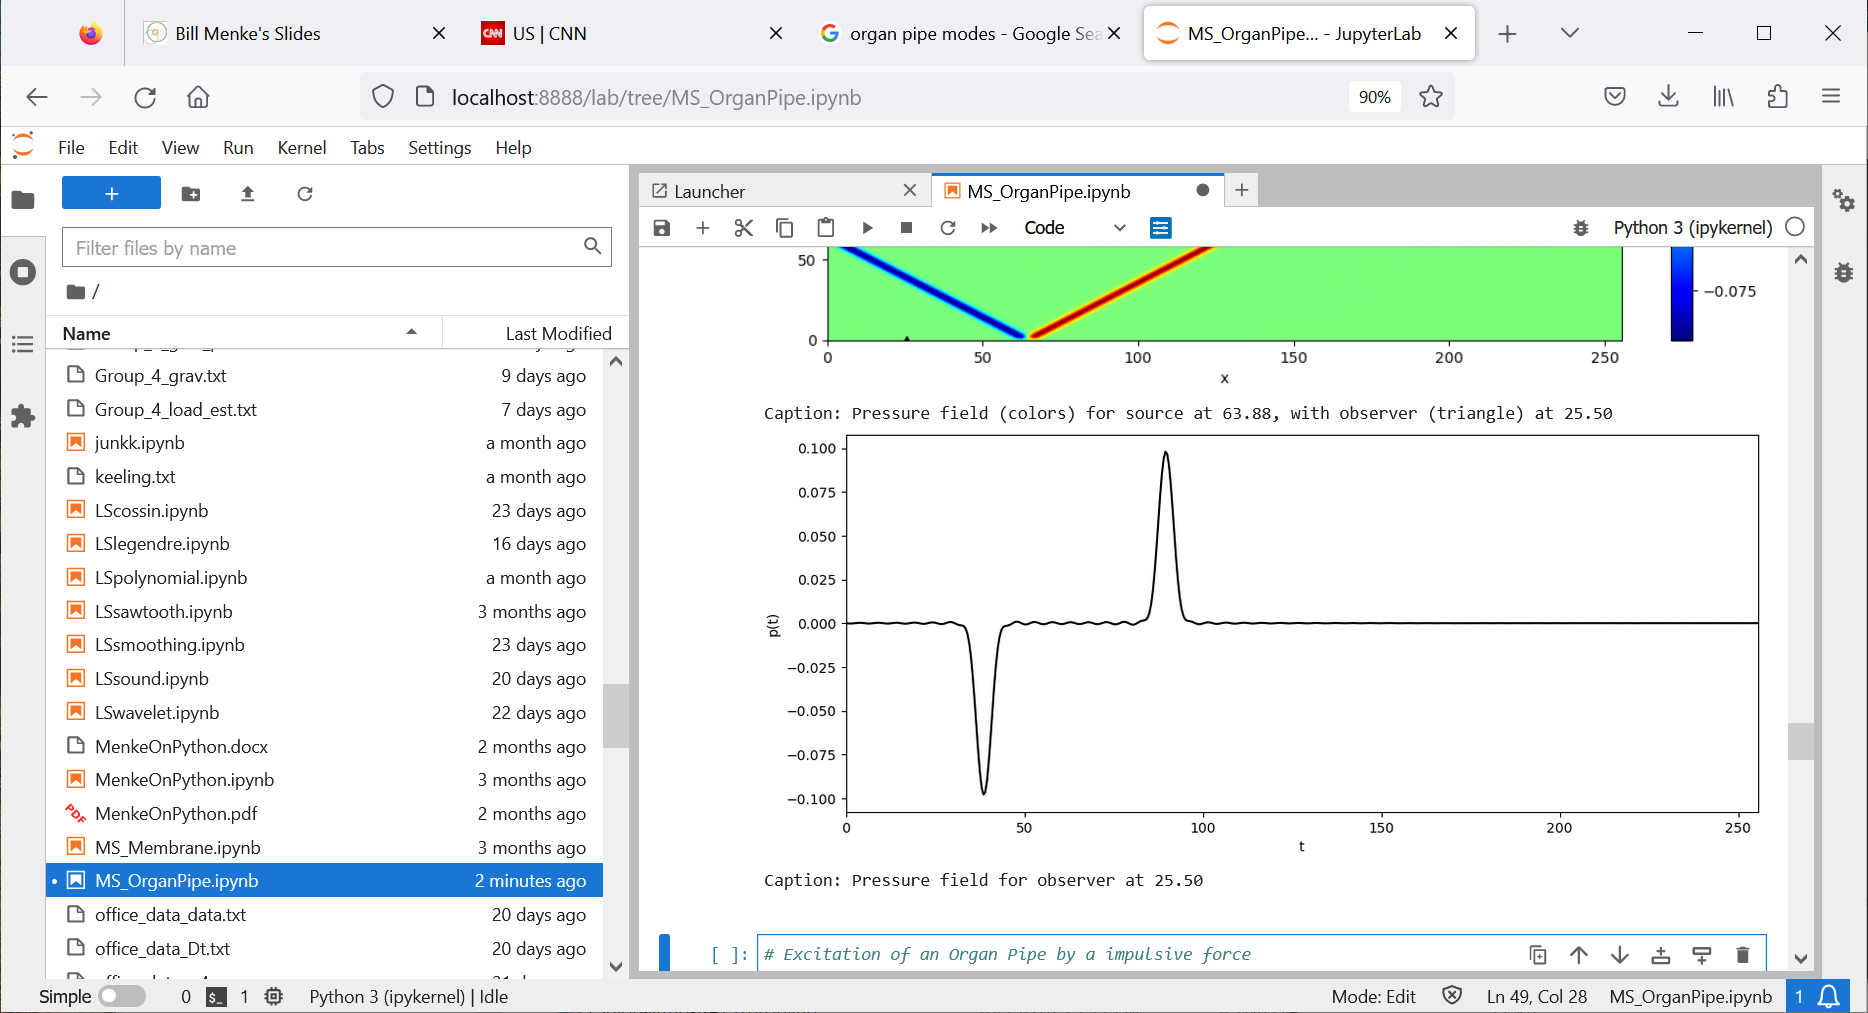 Bill Menke's Slides
US | CNN
organ pipe modes - Google Sea
MS_OrganPipe... - JupyterLab
localhost:8888/lab/tree/MS_OrganPipe.ipynb
90%
File Edit View Run Kernel Tabs Settings Help
Launcher
MS_OrganPipe.ipynb
Code
Python 3 (ipykernel)
Filter files by name
/
Name Last Modified
Group_4_grav.txt 9 days ago
Group_4_load_est.txt 7 days ago
junkk.ipynb a month ago
keeling.txt a month ago
LScossin.ipynb 23 days ago
LSlegendre.ipynb 16 days ago
LSpolynomial.ipynb a month ago
LSsawtooth.ipynb 3 months ago
LSsmoothing.ipynb 23 days ago
LSsound.ipynb 20 days ago
LSwavelet.ipynb 22 days ago
MenkeOnPython.docx 2 months ago
MenkeOnPython.ipynb 3 months ago
PDF MenkeOnPython.pdf 2 months ago
MS_Membrane.ipynb 3 months ago
MS_OrganPipe.ipynb 2 minutes ago
office_data_data.txt 20 days ago
office_data_Dt.txt 20 days ago
50
0
0 50 100 150 200 250
x
−0.075
Caption: Pressure field (colors) for source at 63.88, with observer (triangle) at 25.50
0.100
0.075
0.050
0.025
0.000
−0.025
−0.050
−0.075
−0.100
p(t)
0 50 100 150 200 250
t
Caption: Pressure field for observer at 25.50
[ ]: # Excitation of an Organ Pipe by a impulsive force
Simple 0 $_ 1 Python 3 (ipykernel) | Idle
Mode: Edit Ln 49, Col 28 MS_OrganPipe.ipynb 1